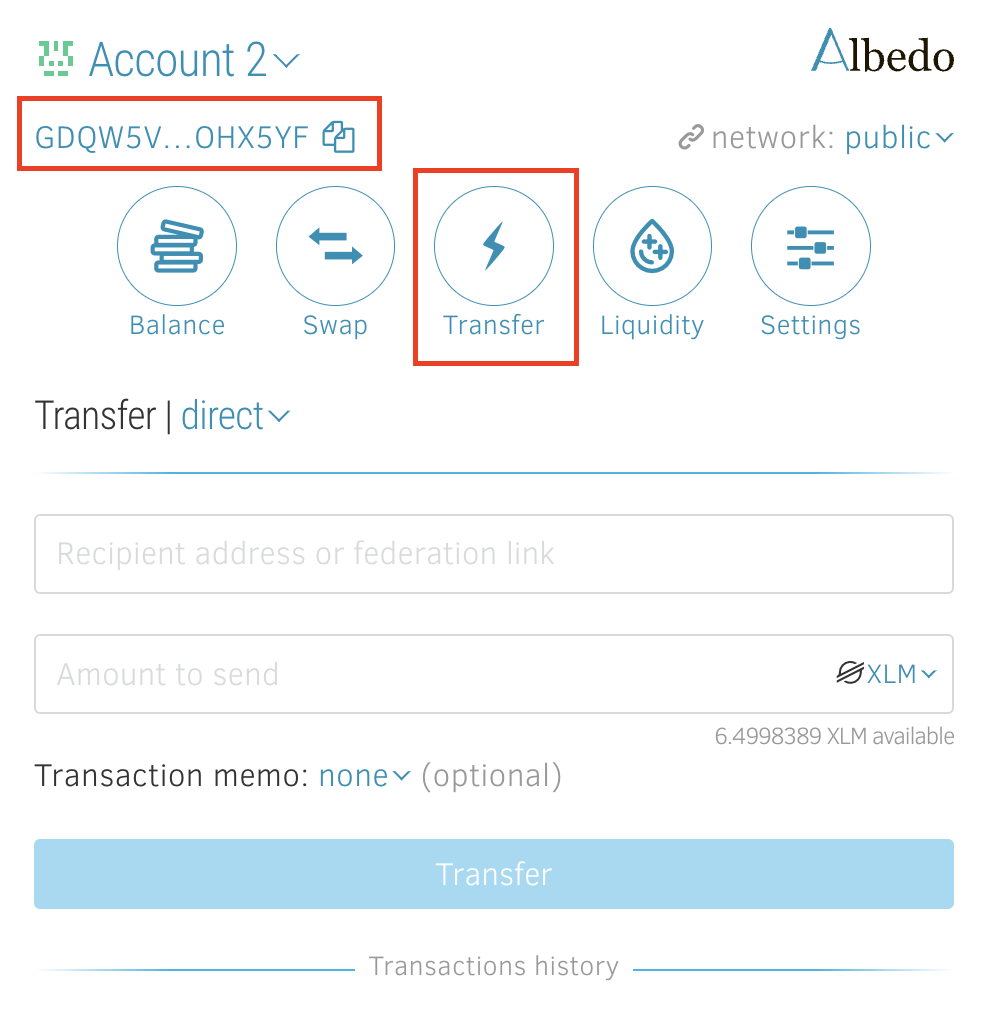 Account 2
Albedo
GDQW5V...OHX5YF
network: public
Balance
Swap
Transfer
Liquidity
Settings
Transfer | direct
Recipient address or federation link
Amount to send
XLM
6.4998389 XLM available
Transaction memo: none (optional)
Transfer
Transactions history